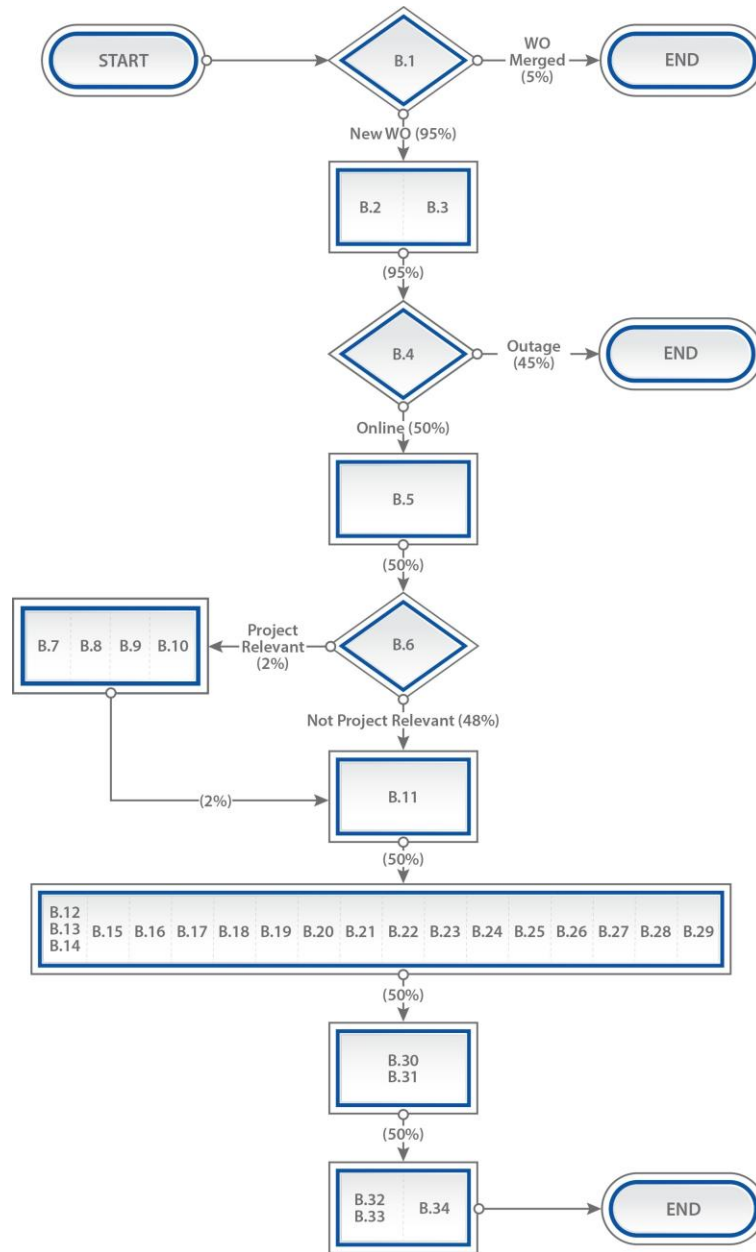 START
B.1
WO
Merged
(5%)
END
New WO (95%)
B.2 B.3
(95%)
B.4
Outage
(45%)
END
Online (50%)
B.5
(50%)
B.7 B.8 B.9 B.10
Project
Relevant
(2%)
B.6
Not Project Relevant (48%)
(2%)
B.11
(50%)
B.12
B.13
B.14
B.15 B.16 B.17 B.18 B.19 B.20 B.21 B.22 B.23 B.24 B.25 B.26 B.27 B.28 B.29
(50%)
B.30
B.31
(50%)
B.32
B.33
B.34
END